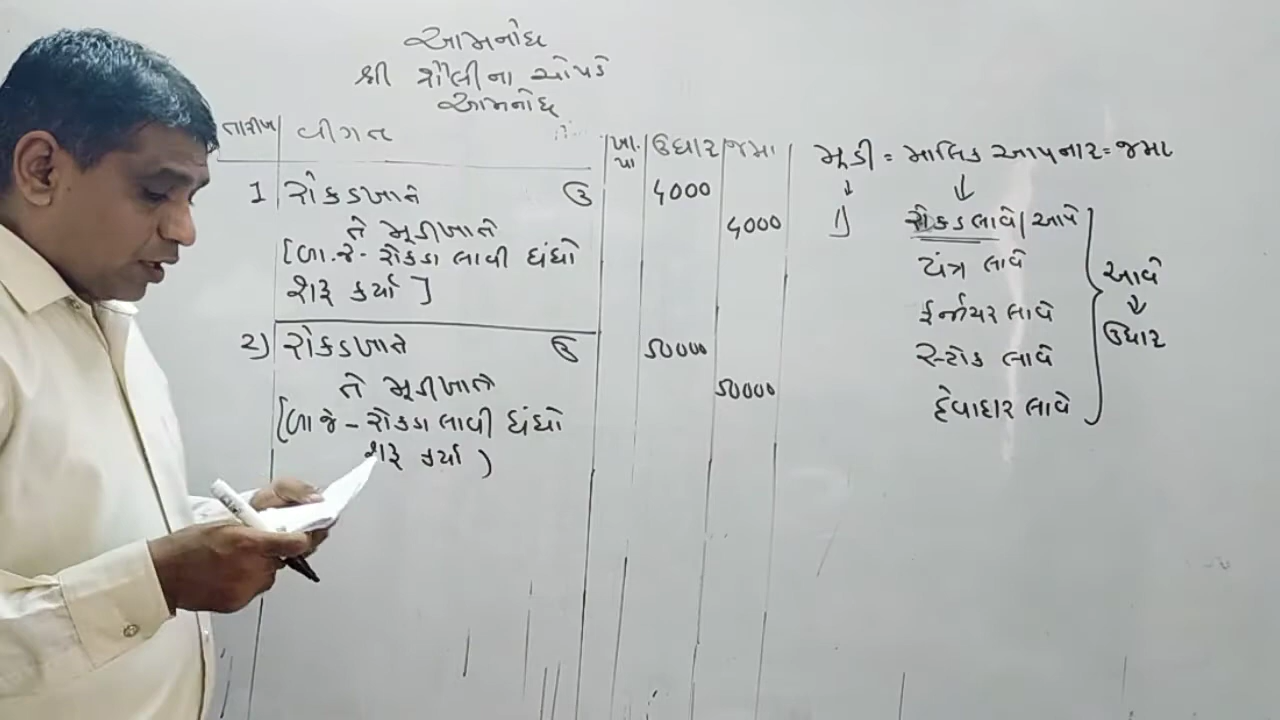 આમનોંધ
શ્રી શૈલીના ચોપડે
આમનોંધ
તારીખ વીગત ખા. પા ઉધાર જમા
1 રોકડખાતે ઉ 4000
તે મૂડીખાતે 4000
[બા.જે - રોકડા લાવી ધંધો
શરૂ કર્યો ]
2) રોકડખાતે ઉ 50000
તે મૂડીખાતે 50000
[બા જે - રોકડા લાવી ધંધો
શરૂ કર્યો )
મૂડી = માલિક આપનાર = જમા
1) રોકડ લાવે / આપે
યંત્ર લાવે
ફર્નીચર લાવે
સ્ટોક લાવે
દેવાદાર લાવે
આવે
ઉધાર